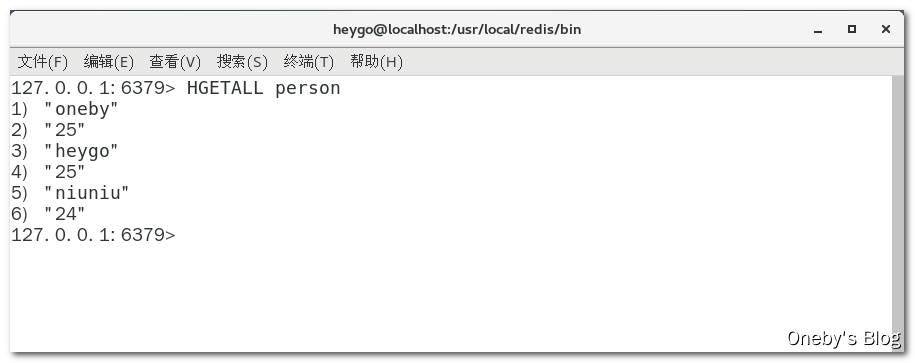 heygo@localhost:/usr/local/redis/bin
文件(F) 编辑(E) 查看(V) 搜索(S) 终端(T) 帮助(H)
127.0.0.1:6379> HGETALL person
1) "oneby"
2) "25"
3) "heygo"
4) "25"
5) "niuniu"
6) "24"
127.0.0.1:6379>
Oneby's Blog